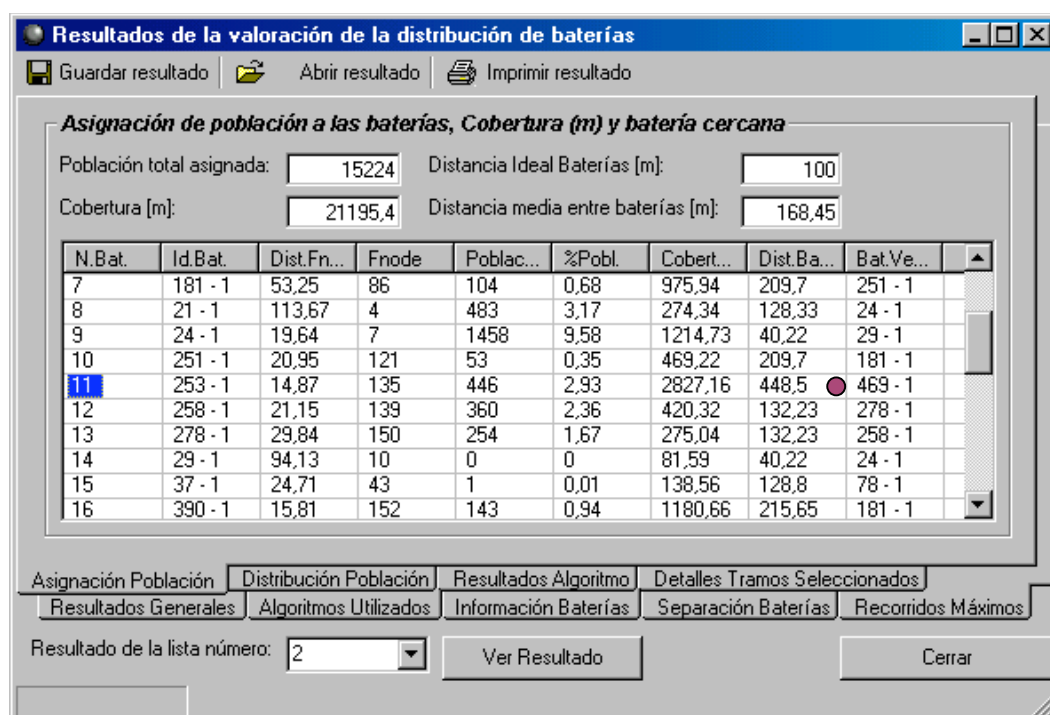 Resultados de la valoración de la distribución de baterías
Guardar resultado Abrir resultado Imprimir resultado
Asignación de población a las baterías, Cobertura (m) y batería cercana
Población total asignada: 15224 Distancia Ideal Baterías [m]: 100
Cobertura [m]: 21195,4 Distancia media entre baterías [m]: 168,45
N.Bat. Id.Bat. Dist.Fn... Fnode Poblac... %Pobl. Cobert... Dist.Ba... Bat.Ve...
7 181 - 1 53,25 86 104 0,68 975,94 209,7 251 - 1
8 21 - 1 113,67 4 483 3,17 274,34 128,33 24 - 1
9 24 - 1 19,64 7 1458 9,58 1214,73 40,22 29 - 1
10 251 - 1 20,95 121 53 0,35 469,22 209,7 181 - 1
11 253 - 1 14,87 135 446 2,93 2827,16 448,5 469 - 1
12 258 - 1 21,15 139 360 2,36 420,32 132,23 278 - 1
13 278 - 1 29,84 150 254 1,67 275,04 132,23 258 - 1
14 29 - 1 94,13 10 0 0 81,59 40,22 24 - 1
15 37 - 1 24,71 43 1 0,01 138,56 128,8 78 - 1
16 390 - 1 15,81 152 143 0,94 1180,66 215,65 181 - 1
Asignación Población Distribución Población Resultados Algoritmo Detalles Tramos Seleccionados
Resultados Generales Algoritmos Utilizados Información Baterías Separación Baterías Recorridos Máximos
Resultado de la lista número: 2 Ver Resultado Cerrar